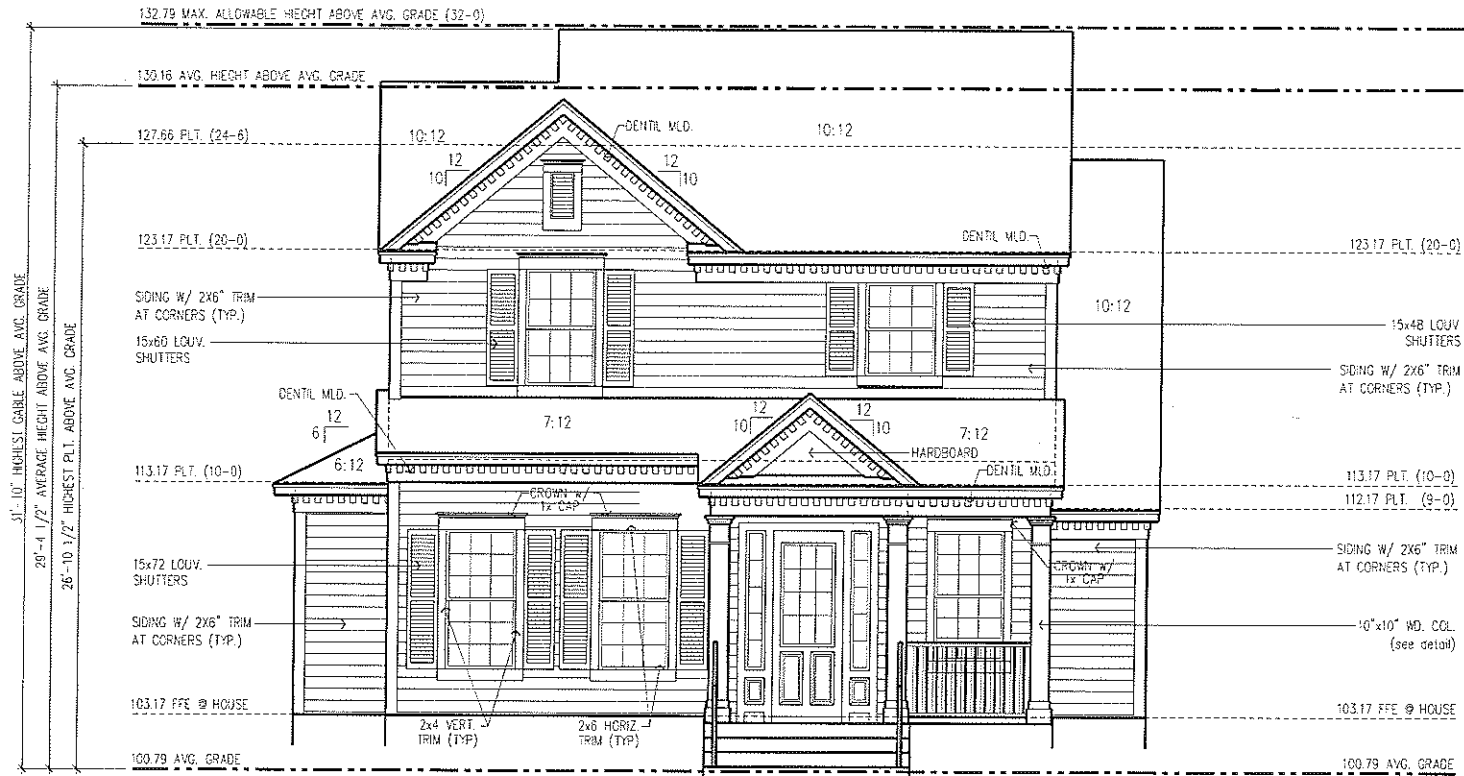 132.79 MAX. ALLOWABLE HIEGHT ABOVE AVG. GRADE (32-0)
130.16 AVG. HIEGHT ABOVE AVG. GRADE
127.66 PLT. (24-6)
10:12
DENTIL MLD.
10:12
12
10
12
10
123.17 PLT. (20-0)
DENTIL MLD.
123.17 PLT. (20-0)
SIDING W/ 2X6" TRIM
AT CORNERS (TYP.)
10:12
15x60 LOUV.
SHUTTERS
15x48 LOUV
SHUTTERS
SIDING W/ 2X6" TRIM
AT CORNERS (TYP.)
DENTIL MLD.
12
6
7:12
12
10
12
10
7:12
6:12
HARDBOARD
113.17 PLT. (10-0)
DENTIL MLD.
113.17 PLT. (10-0)
112.17 PLT. (9-0)
CROWN W/
1x CAP
15x72 LOUV.
SHUTTERS
SIDING W/ 2X6" TRIM
AT CORNERS (TYP.)
CROWN W/
1x CAP
SIDING W/ 2X6" TRIM
AT CORNERS (TYP.)
10"x10" WD. COL.
(see detail)
103.17 FFE @ HOUSE
103.17 FFE @ HOUSE
2x4 VERT.
TRIM (TYP)
2x6 HORIZ.
TRIM (TYP)
100.79 AVG. GRADE
100.79 AVG. GRADE
31'-10" HIGHEST GABLE ABOVE AVG. GRADE
29'-4 1/2" AVERAGE HIEGHT ABOVE AVG. GRADE
26'-10 1/2" HIGHEST PLT. ABOVE AVG. GRADE